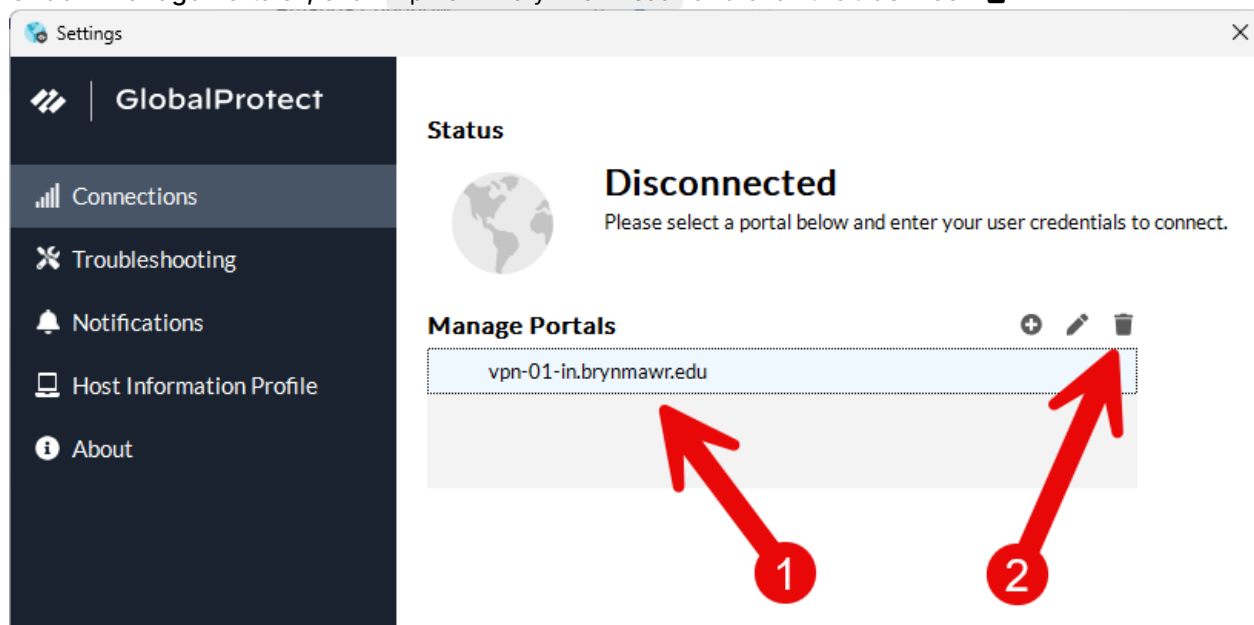 Settings
GlobalProtect
Connections
Troubleshooting
Notifications
Host Information Profile
About
Status
Disconnected
Please select a portal below and enter your user credentials to connect.
Manage Portals
vpn-01-in.brynmawr.edu
1
2